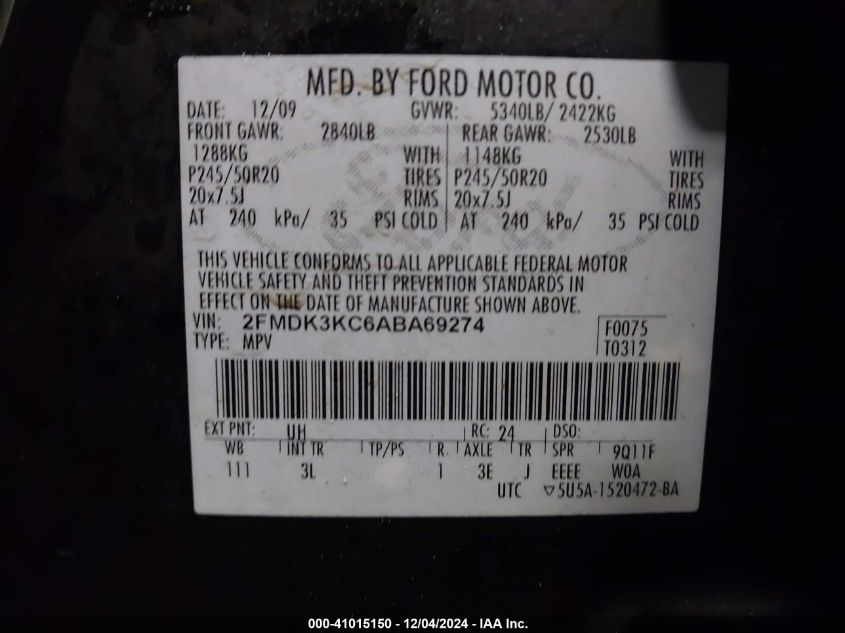 MFD. BY FORD MOTOR CO.
DATE: 12/09 GVWR: 5340LB/ 2422KG
FRONT GAWR: 2840LB REAR GAWR: 2530LB
1288KG WITH 1148KG WITH
P245/50R20 TIRES P245/50R20 TIRES
20x7.5J RIMS 20x7.5J RIMS
AT 240 kPa/ 35 PSI COLD AT 240 kPa/ 35 PSI COLD
THIS VEHICLE CONFORMS TO ALL APPLICABLE FEDERAL MOTOR
VEHICLE SAFETY AND THEFT PREVENTION STANDARDS IN
EFFECT ON THE DATE OF MANUFACTURE SHOWN ABOVE.
VIN: 2FMDK3KC6ABA69274 F0075
TYPE: MPV T0312
EXT PNT: UH RC: 24 DSO:
WB INT TR TP/PS R AXLE TR SPR 9Q11F
111 3L 1 3E J EEEE WOA
UTC ▽5U5A-1520472-BA
000-41015150 - 12/04/2024 - IAA Inc.